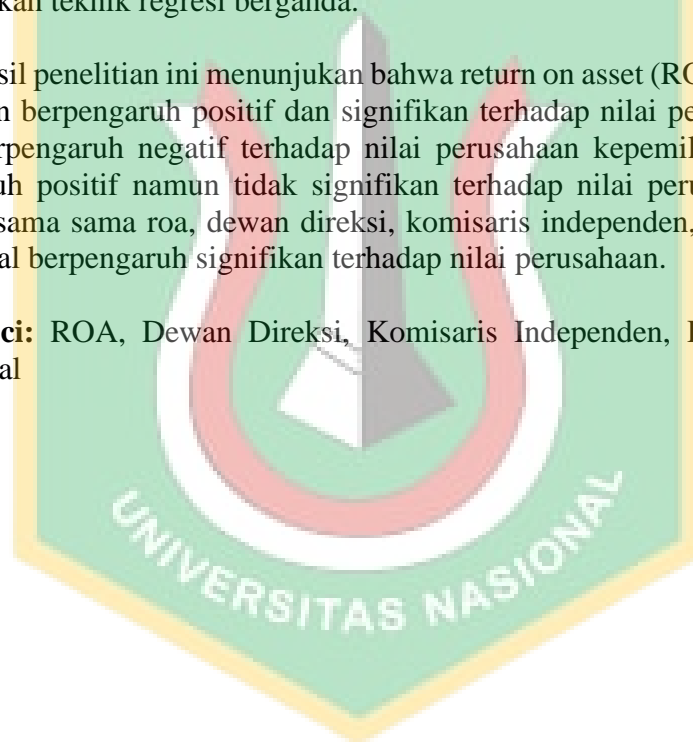 kan teknik regresi berganda.
sil penelitian ini menunjukan bahwa return on asset (RO
n berpengaruh positif dan signifikan terhadap nilai pe
rpengaruh negatif terhadap nilai perusahaan kepemil
uh positif namun tidak signifikan terhadap nilai peru
sama sama roa, dewan direksi, komisaris independen,
al berpengaruh signifikan terhadap nilai perusahaan.
ci: ROA, Dewan Direksi, Komisaris Independen,
al
UNIVERSITAS NASIONAL